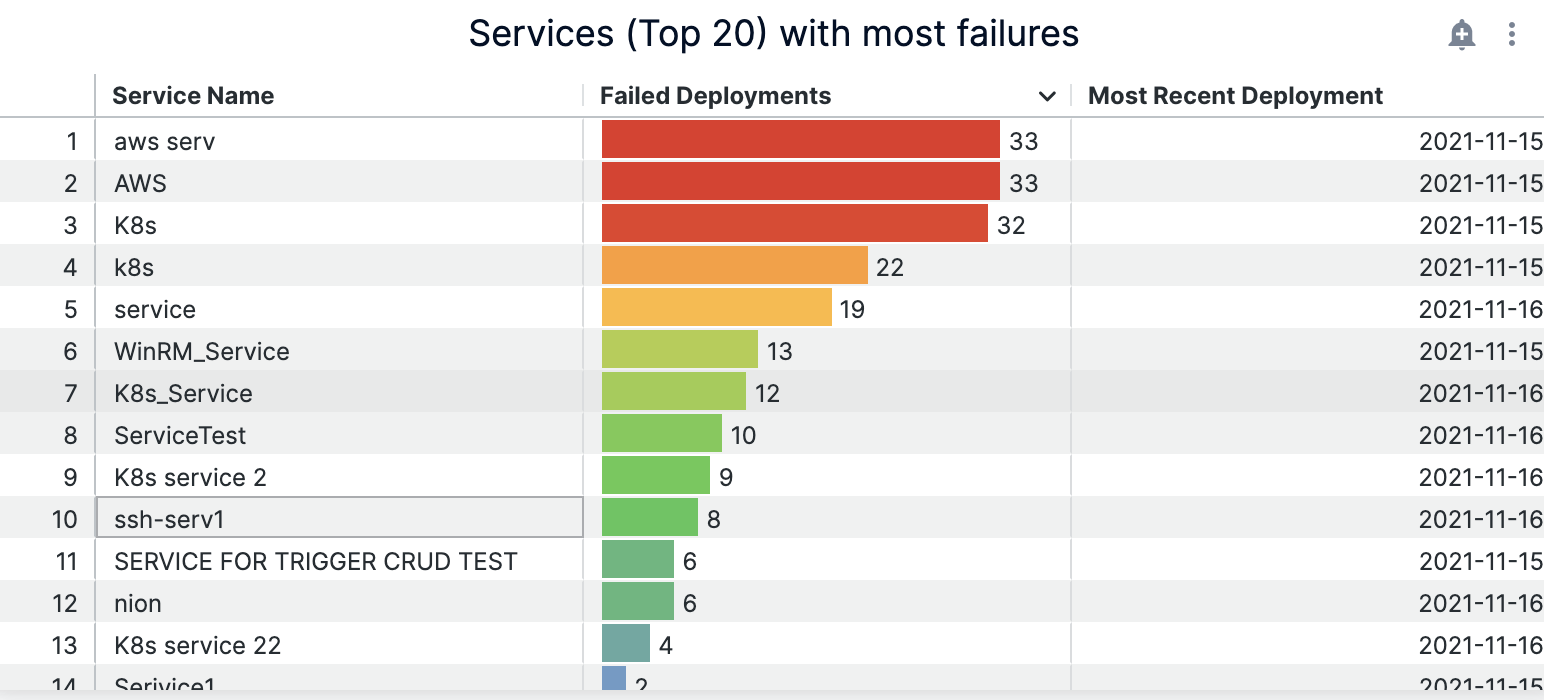 Services (Top 20) with most failures
Service Name Failed Deployments Most Recent Deployment
1 aws serv 33 2021-11-15
2 AWS 33 2021-11-15
3 K8s 32 2021-11-15
4 k8s 22 2021-11-15
5 service 19 2021-11-16
6 WinRM_Service 13 2021-11-15
7 K8s_Service 12 2021-11-16
8 ServiceTest 10 2021-11-16
9 K8s service 2 9 2021-11-16
10 ssh-serv1 8 2021-11-16
11 SERVICE FOR TRIGGER CRUD TEST 6 2021-11-15
12 nion 6 2021-11-16
13 K8s service 22 4 2021-11-16
14 Serivice1 2 2021-11-15